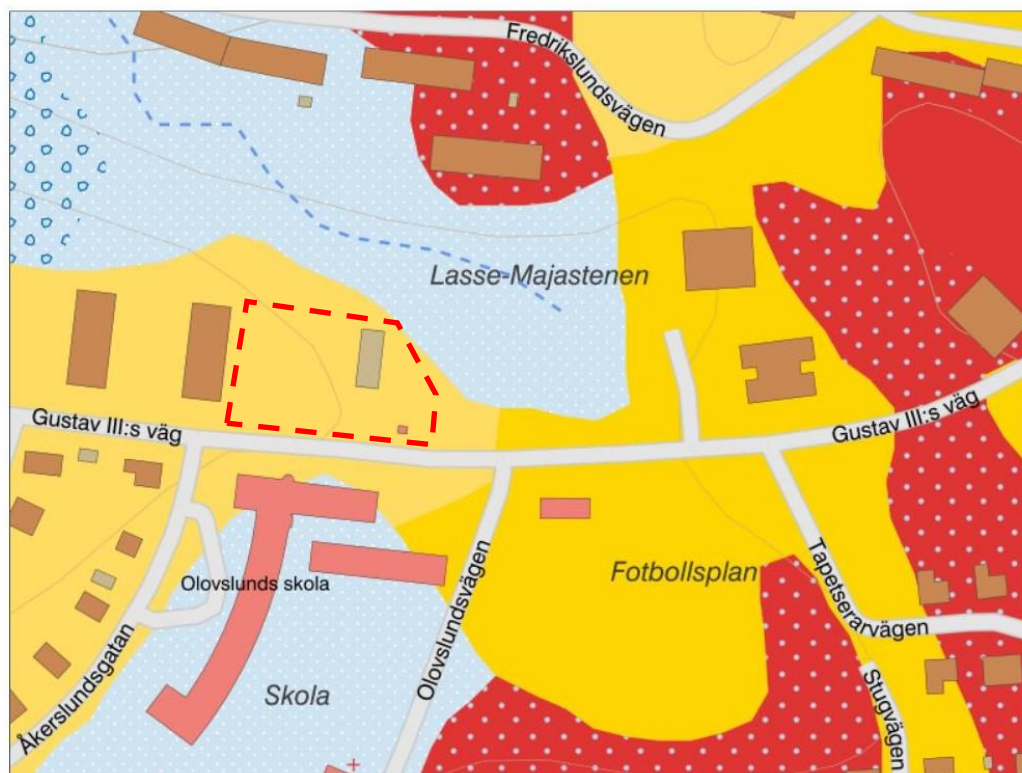 Fredrikslundsvägen
Lasse-Majastenen
Gustav III:s väg
Gustav III:s väg
Olovslunds skola
Olovslundsvägen
Fotbollsplan
Tapetserarvägen
Åkerslundsgatan
Skola
Stugvägen